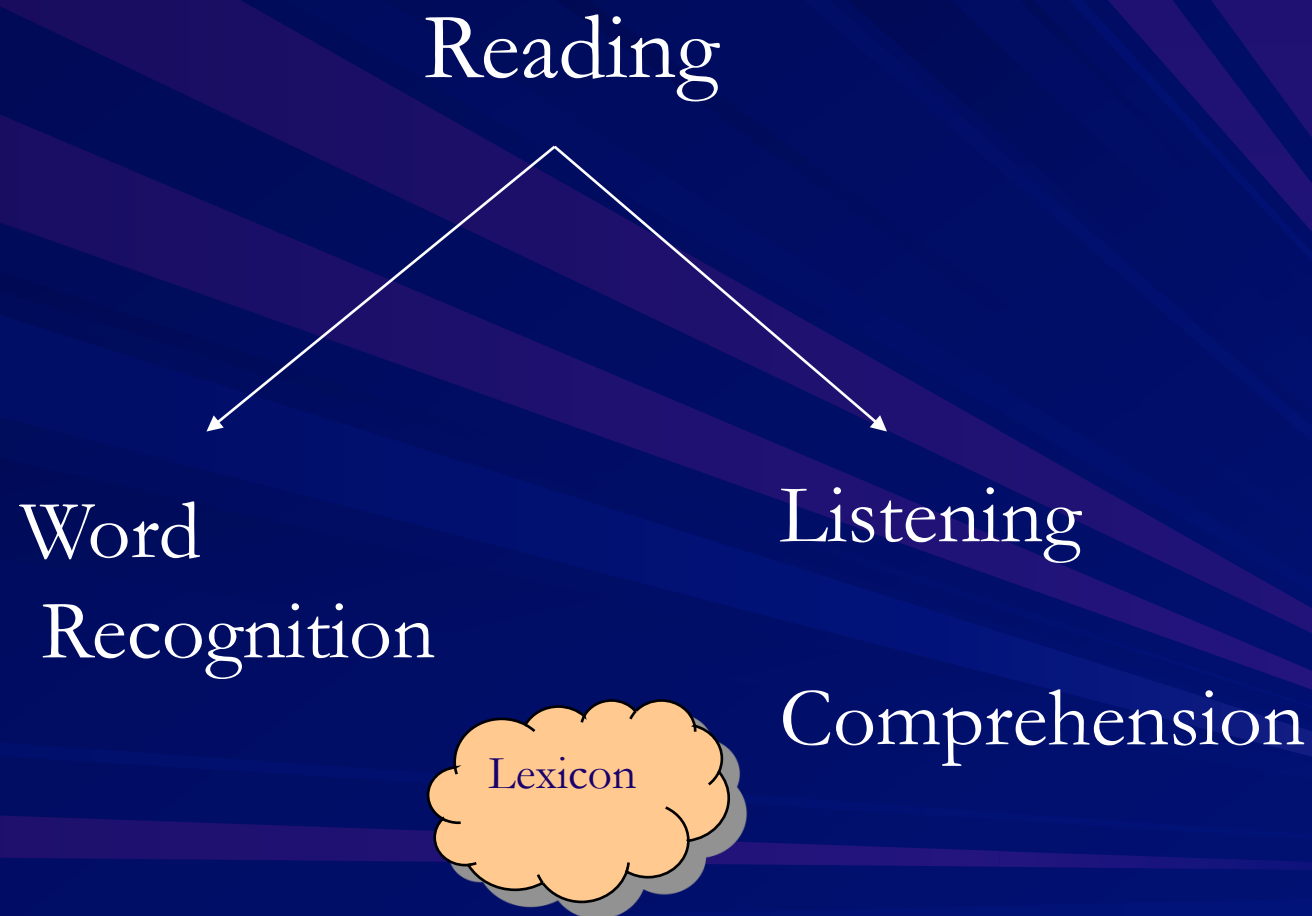 Reading
Word
Recognition
Listening
Comprehension
Lexicon